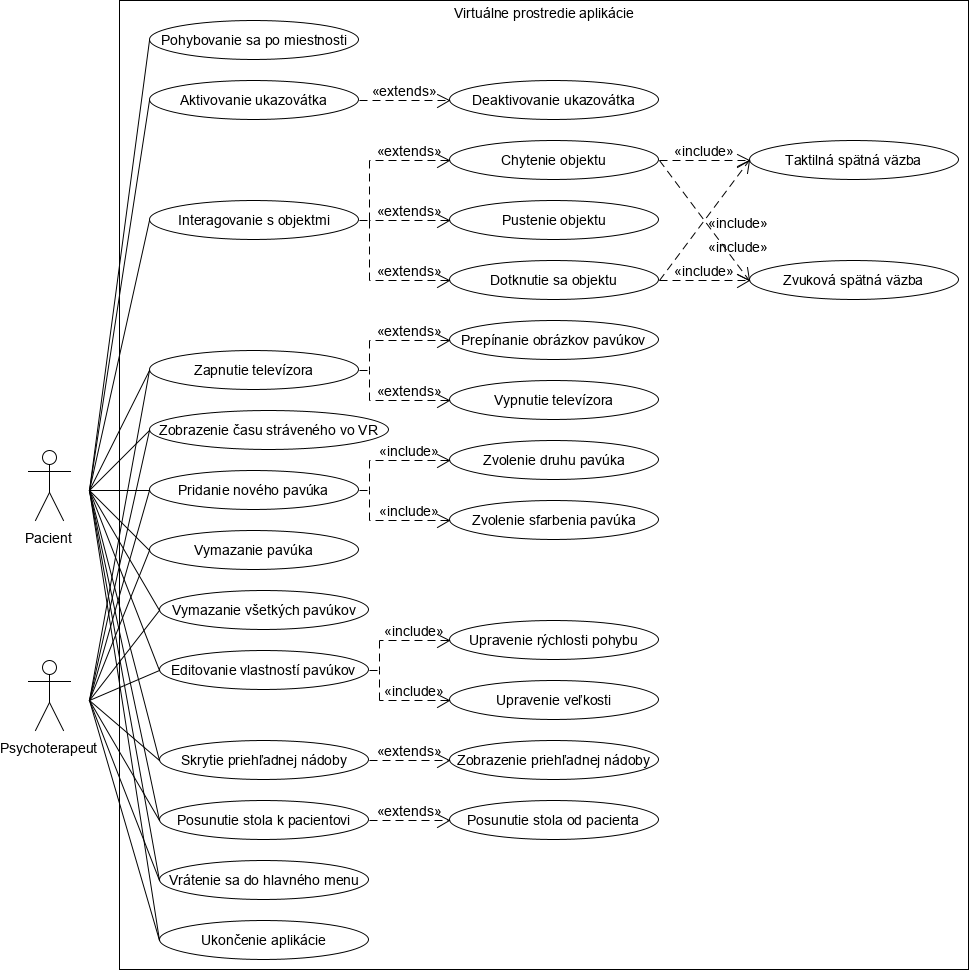 Virtuálne prostredie aplikácie
Pohybovanie sa po miestnosti
Aktivovanie ukazovátka
«extends»
Deaktivovanie ukazovátka
«extends»
Chytenie objektu
«include»
Taktilná spätná väzba
Interagovanie s objektmi
«extends»
Pustenie objektu
«include»
«include»
«extends»
Dotknutie sa objektu
«include»
Zvuková spätná väzba
«extends»
Prepínanie obrázkov pavúkov
Zapnutie televízora
«extends»
Vypnutie televízora
Zobrazenie času stráveného vo VR
«include»
Zvolenie druhu pavúka
Pridanie nového pavúka
«include»
Zvolenie sfarbenia pavúka
Pacient
Vymazanie pavúka
Vymazanie všetkých pavúkov
«include»
Upravenie rýchlosti pohybu
Editovanie vlastností pavúkov
«include»
Upravenie veľkosti
Psychoterapeut
Skrytie priehľadnej nádoby
«extends»
Zobrazenie priehľadnej nádoby
Posunutie stola k pacientovi
«extends»
Posunutie stola od pacienta
Vrátenie sa do hlavného menu
Ukončenie aplikácie